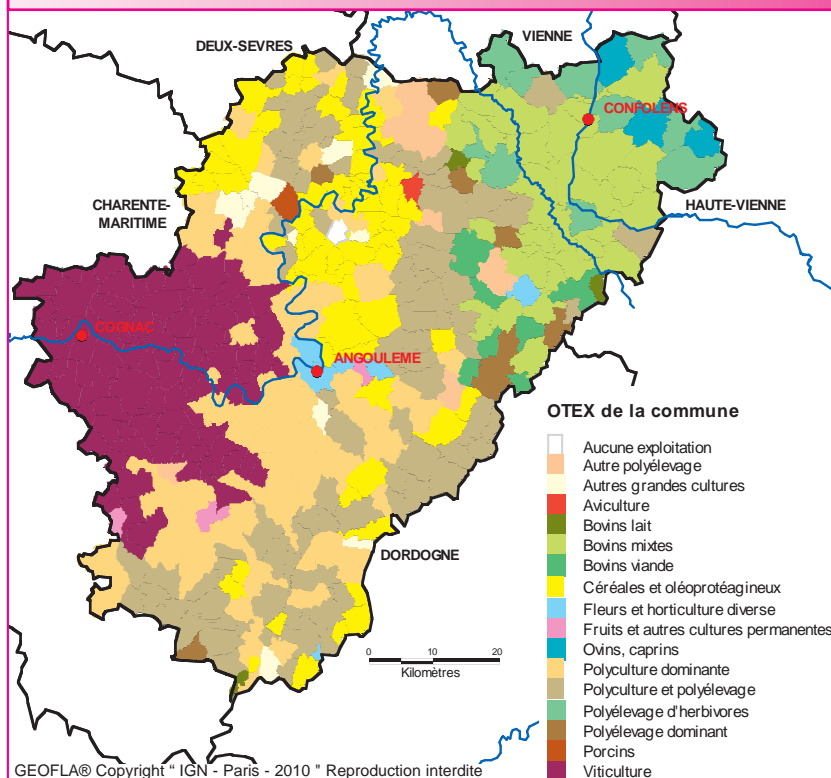 DEUX-SEVRES
VIENNE
CONFOLENS
CHARENTE-
MARITIME
HAUTE-VIENNE
COGNAC
ANGOULEME
DORDOGNE
0 10 20
Kilomètres
OTEX de la commune
Aucune exploitation
Autre polyélevage
Autres grandes cultures
Aviculture
Bovins lait
Bovins mixtes
Bovins viande
Céréales et oléoprotéagineux
Fleurs et horticulture diverse
Fruits et autres cultures permanentes
Ovins, caprins
Polyculture dominante
Polyculture et polyélevage
Polyélevage d'herbivores
Polyélevage dominant
Porcins
Viticulture
GEOFLA® Copyright “ IGN - Paris - 2010 " Reproduction interdite